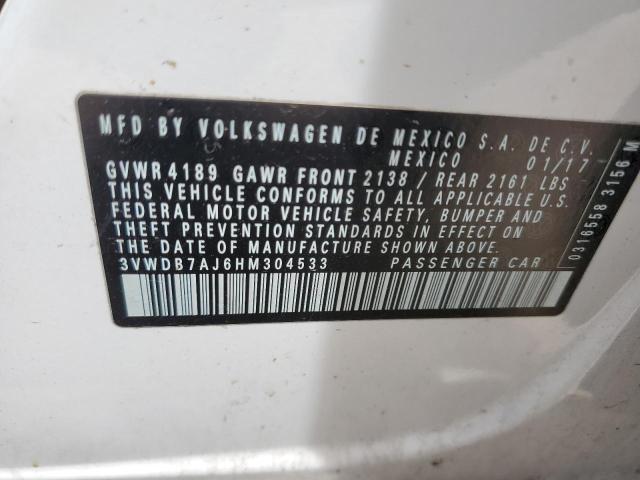 MFD BY VOLKSWAGEN DE MEXICO S.A. DE C.V.
MEXICO 01/17
GVWR 4189 GAWR FRONT 2138 / REAR 2161 LBS
THIS VEHICLE CONFORMS TO ALL APPLICABLE U.S.
FEDERAL MOTOR VEHICLE SAFETY, BUMPER AND
THEFT PREVENTION STANDARDS IN EFFECT ON
THE DATE OF MANUFACTURE SHOWN ABOVE.
3VWDB7AJ6HM304533 PASSENGER CAR
0316558 3156 M